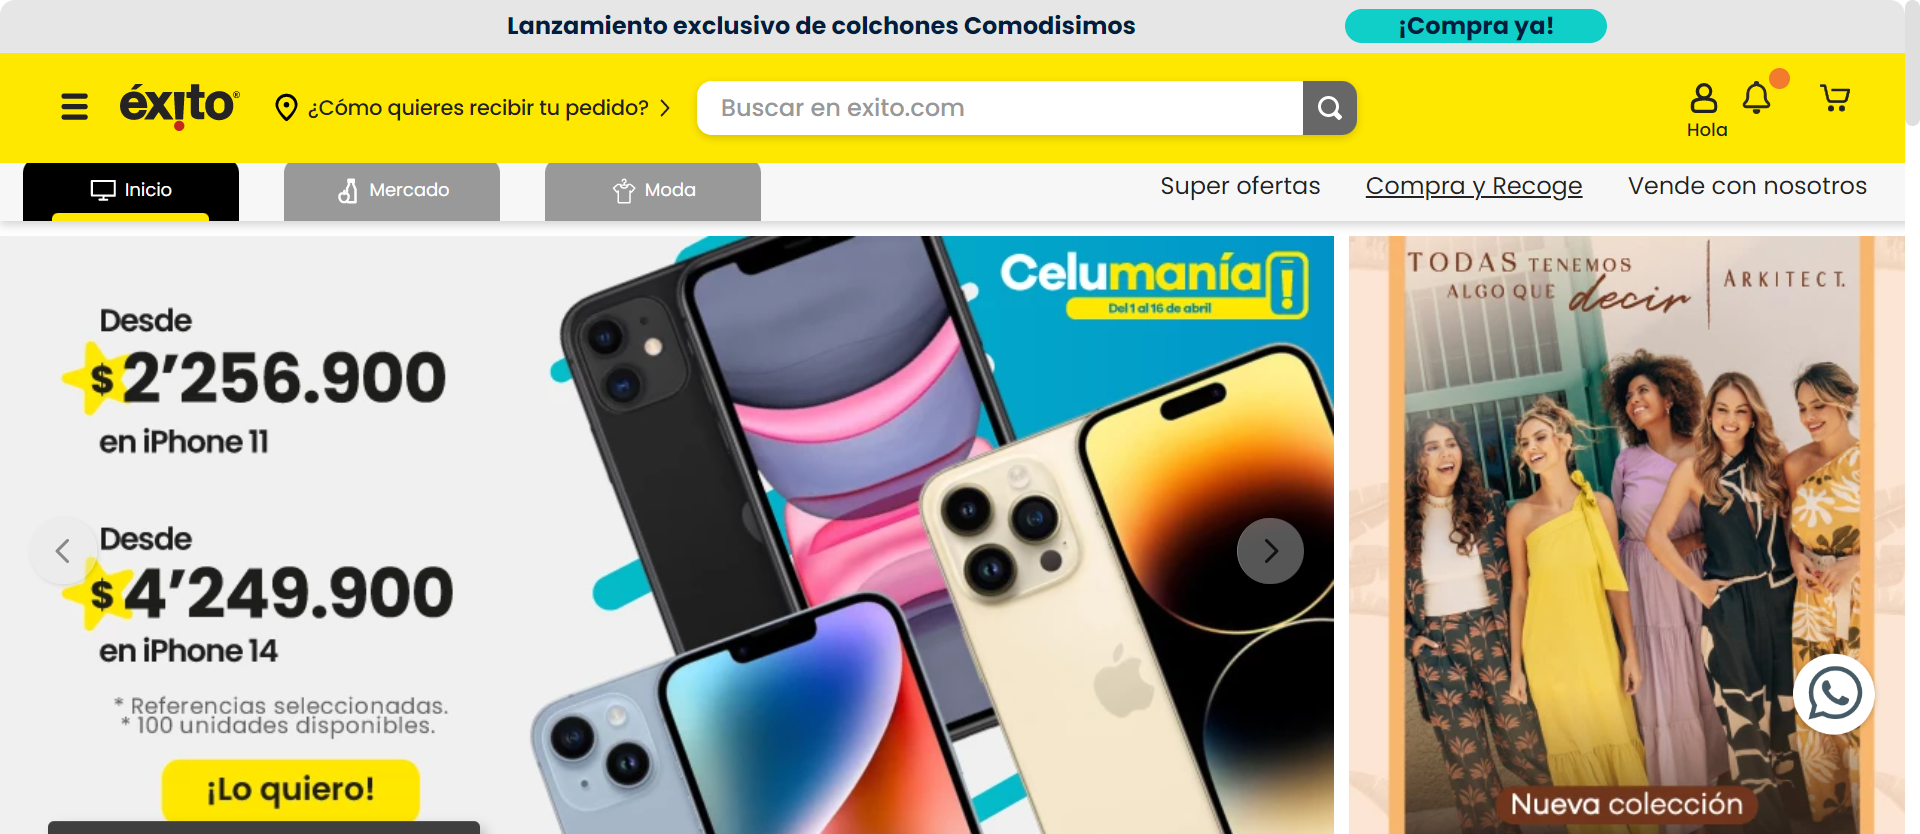 Lanzamiento exclusivo de colchones Comodisimos
¡Compra ya!
éxito®
¿Cómo quieres recibir tu pedido?
Buscar en exito.com
Hola
Inicio
Mercado
Moda
Super ofertas
Compra y Recoge
Vende con nosotros
Desde
$2’256.900
en iPhone 11
Desde
$4’249.900
en iPhone 14
* Referencias seleccionadas.
* 100 unidades disponibles.
¡Lo quiero!
Celumanía!
Del 1 al 16 de abril
TODAS TENEMOS
ALGO QUE decir
ARKITECT.
Nueva colección